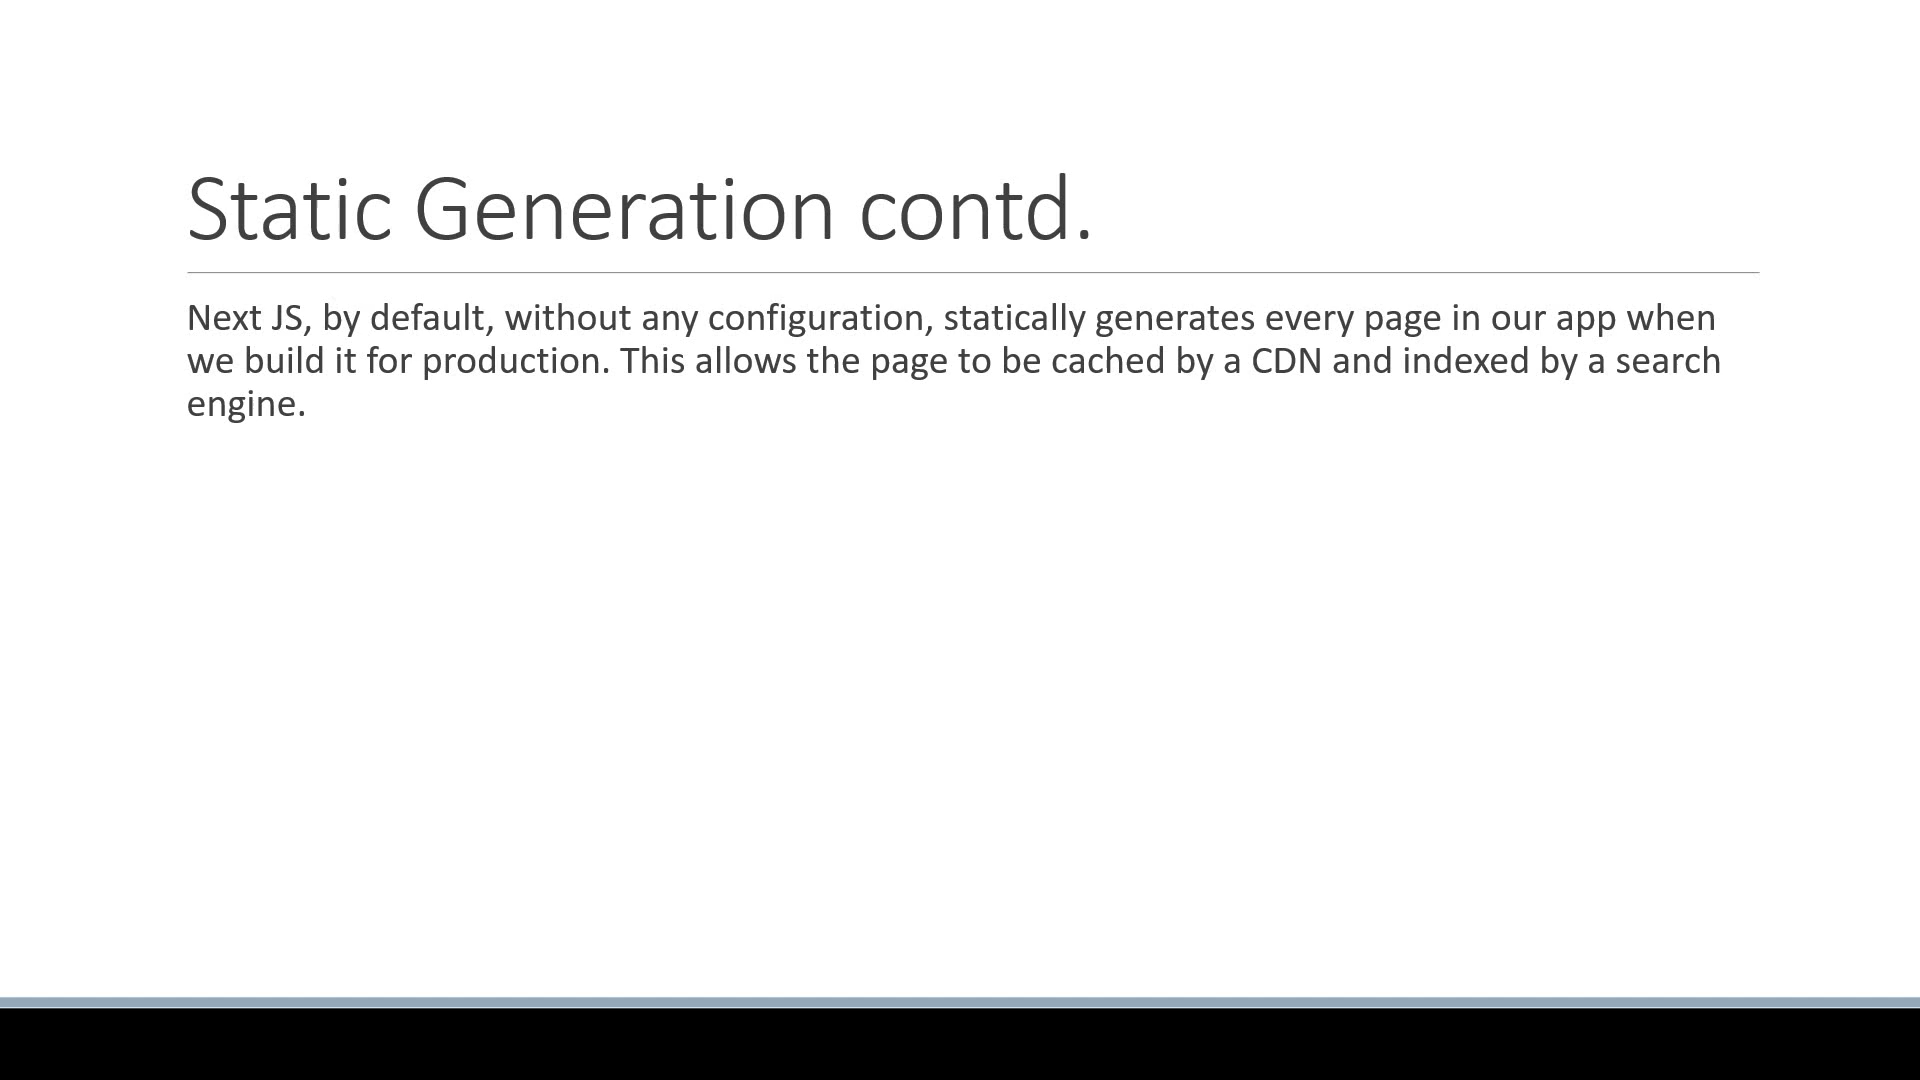 Static Generation contd.
Next JS, by default, without any configuration, statically generates every page in our app when
we build it for production. This allows the page to be cached by a CDN and indexed by a search
engine.